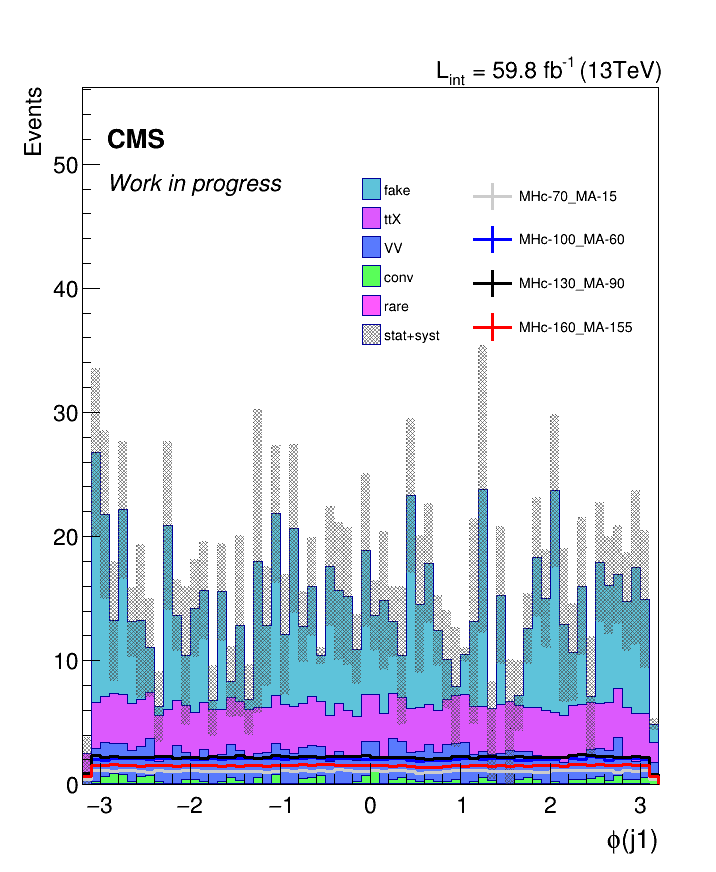 L_int = 59.8 fb^-1 (13TeV)
Events
CMS
Work in progress
fake
ttX
VV
conv
rare
stat+syst
MHc-70_MA-15
MHc-100_MA-60
MHc-130_MA-90
MHc-160_MA-155
50
40
30
20
10
0
−3 −2 −1 0 1 2 3
ϕ(j1)